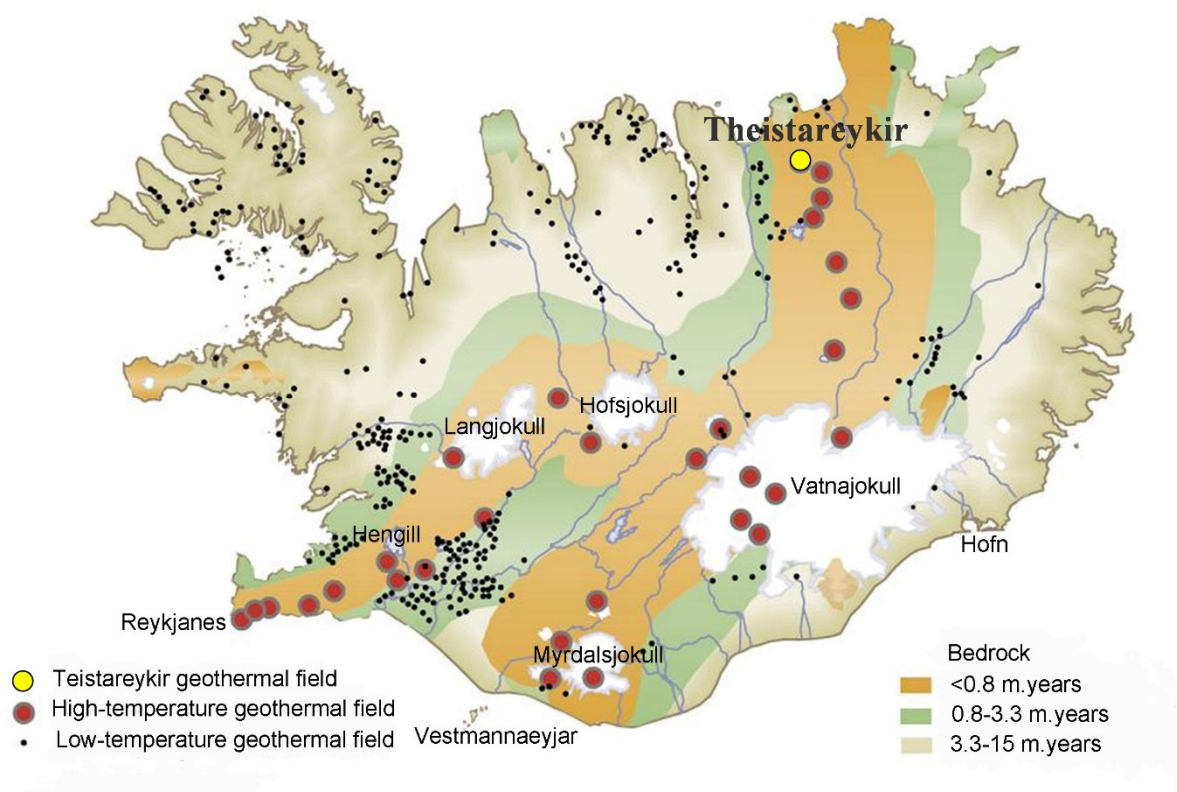 Theistareykir
Hofsjokull
Langjokull
Vatnajokull
Hengill
Hofn
Reykjanes
Myrdalsjokull
Vestmannaeyjar
Teistareykir geothermal field
High-temperature geothermal field
Low-temperature geothermal field
Bedrock
<0.8 m.years
0.8-3.3 m.years
3.3-15 m.years